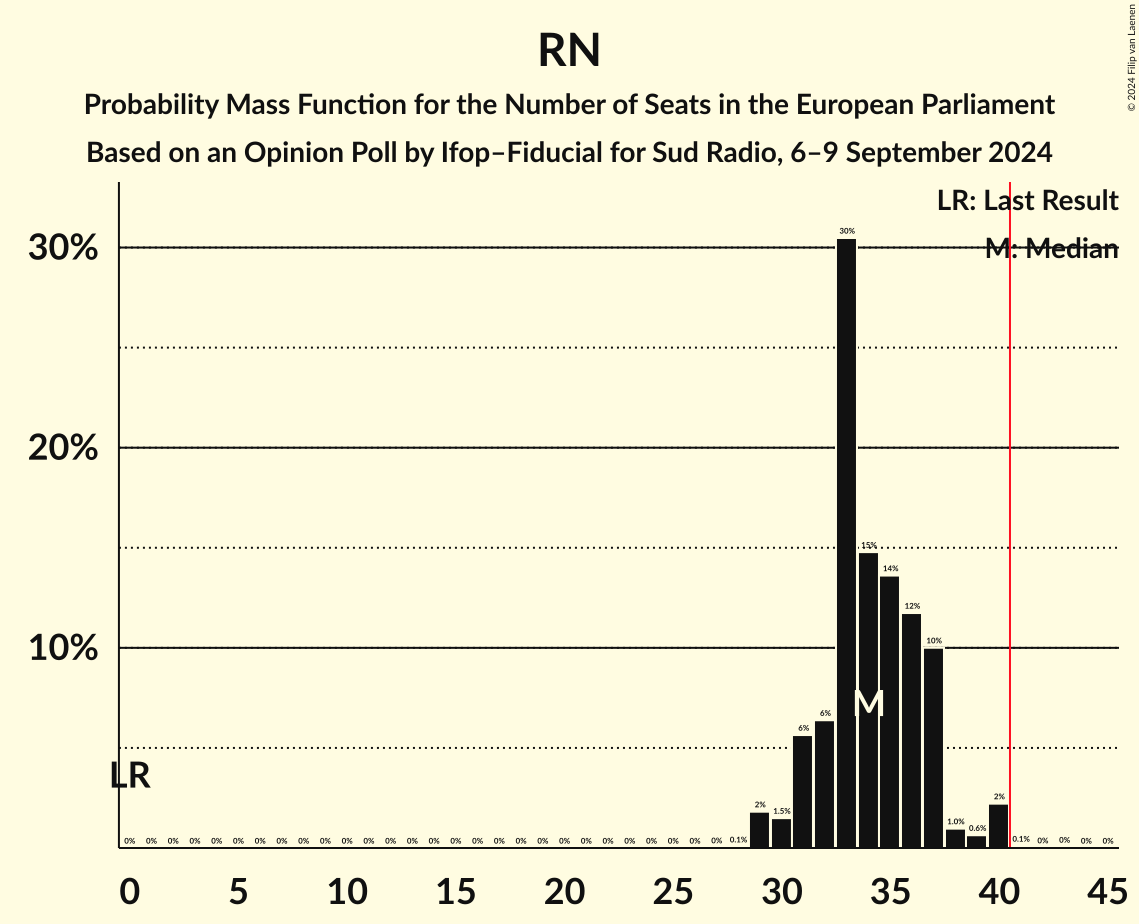 RN
Probability Mass Function for the Number of Seats in the European Parliament
Based on an Opinion Poll by Ifop–Fiducial for Sud Radio, 6–9 September 2024
© 2024 Filip van Laenen
LR: Last Result
M: Median
30%
20%
10%
30%
15%
14%
12%
10%
M
6%
6%
LR
2%
1.5%
1.0%
0.6%
2%
0% 0% 0% 0% 0% 0% 0% 0% 0% 0% 0% 0% 0% 0% 0% 0% 0% 0% 0% 0% 0% 0% 0% 0% 0% 0% 0% 0% 0.1% 0.1% 0% 0% 0% 0%
0 5 10 15 20 25 30 35 40 45